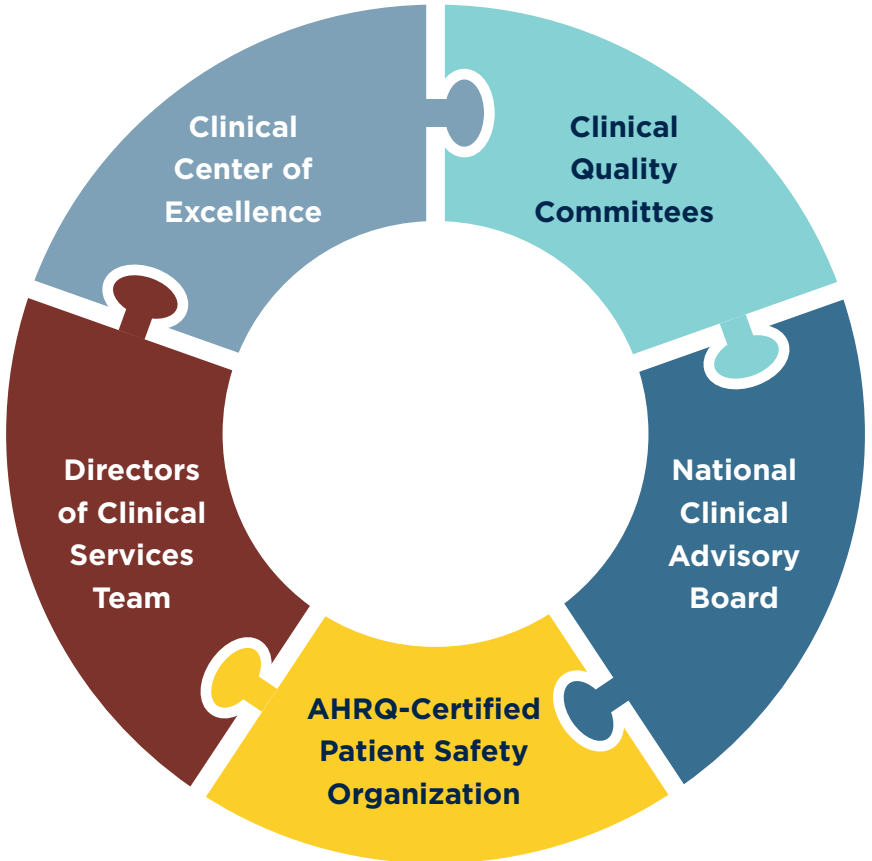 Clinical
Center of
Excellence
Clinical
Quality
Committees
Directors
of Clinical
Services
Team
National
Clinical
Advisory
Board
AHRQ-Certified
Patient Safety
Organization